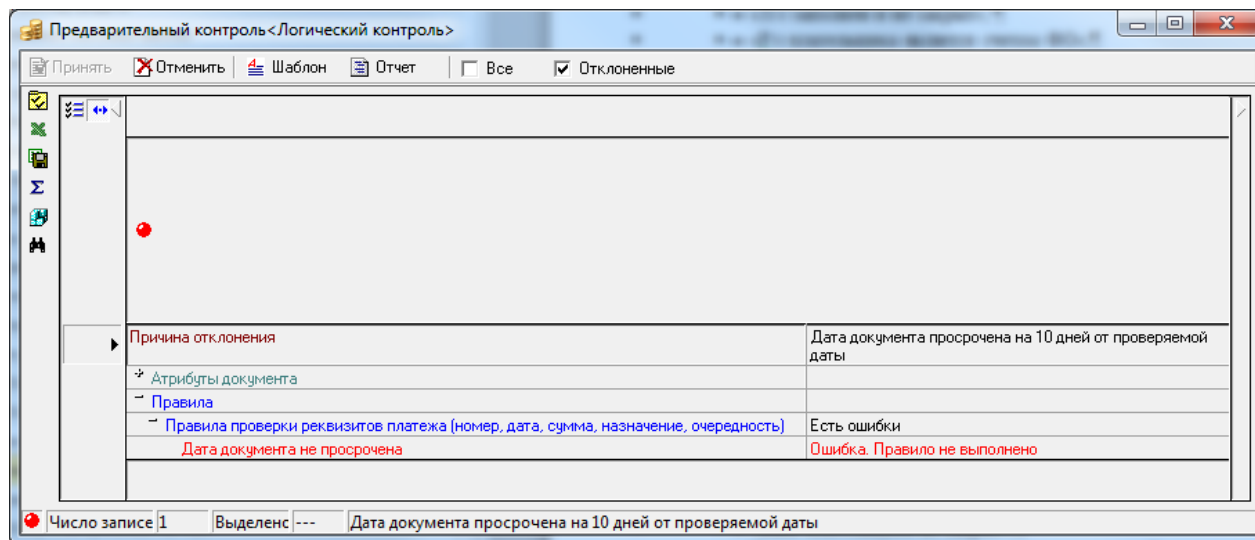 Предварительный контроль<Логический контроль>
Принять Отменить Шаблон Отчет Все Отклоненные
Причина отклонения Дата документа просрочена на 10 дней от проверяемой
даты
Атрибуты документа
Правила
Правила проверки реквизитов платежа (номер, дата, сумма, назначение, очередность) Есть ошибки
Дата документа не просрочена Ошибка. Правило не выполнено
Число записе 1 Выделенс --- Дата документа просрочена на 10 дней от проверяемой даты